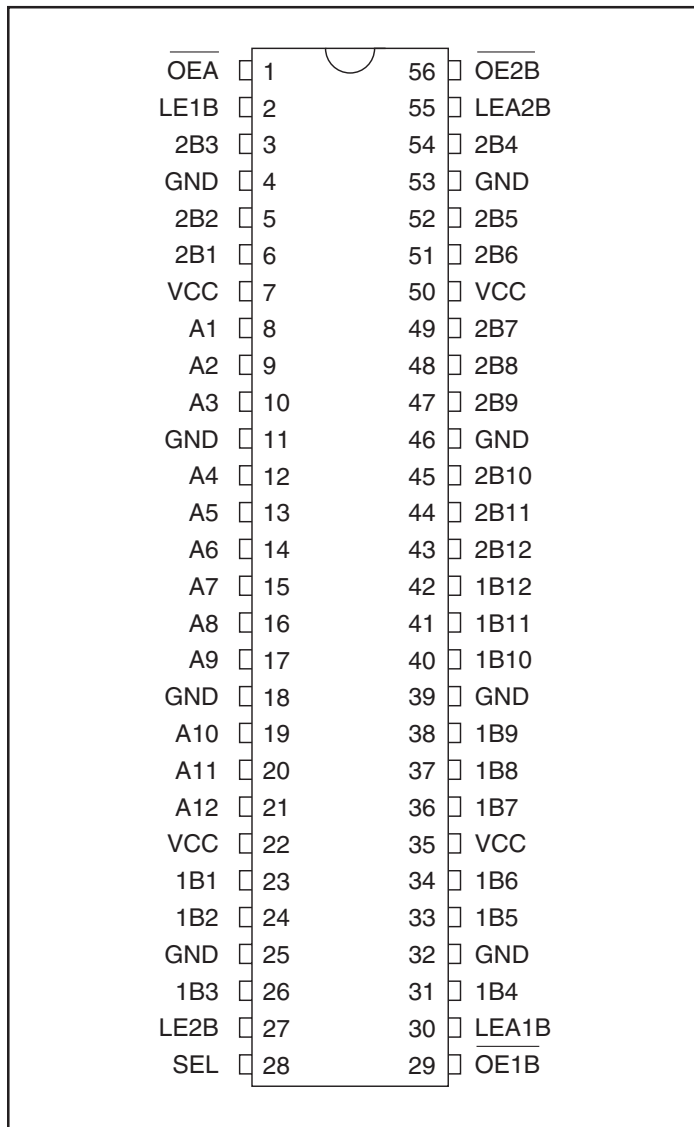 OEA 1 56 OE2B
LE1B 2 55 LEA2B
2B3 3 54 2B4
GND 4 53 GND
2B2 5 52 2B5
2B1 6 51 2B6
VCC 7 50 VCC
A1 8 49 2B7
A2 9 48 2B8
A3 10 47 2B9
GND 11 46 GND
A4 12 45 2B10
A5 13 44 2B11
A6 14 43 2B12
A7 15 42 1B12
A8 16 41 1B11
A9 17 40 1B10
GND 18 39 GND
A10 19 38 1B9
A11 20 37 1B8
A12 21 36 1B7
VCC 22 35 VCC
1B1 23 34 1B6
1B2 24 33 1B5
GND 25 32 GND
1B3 26 31 1B4
LE2B 27 30 LEA1B
SEL 28 29 OE1B